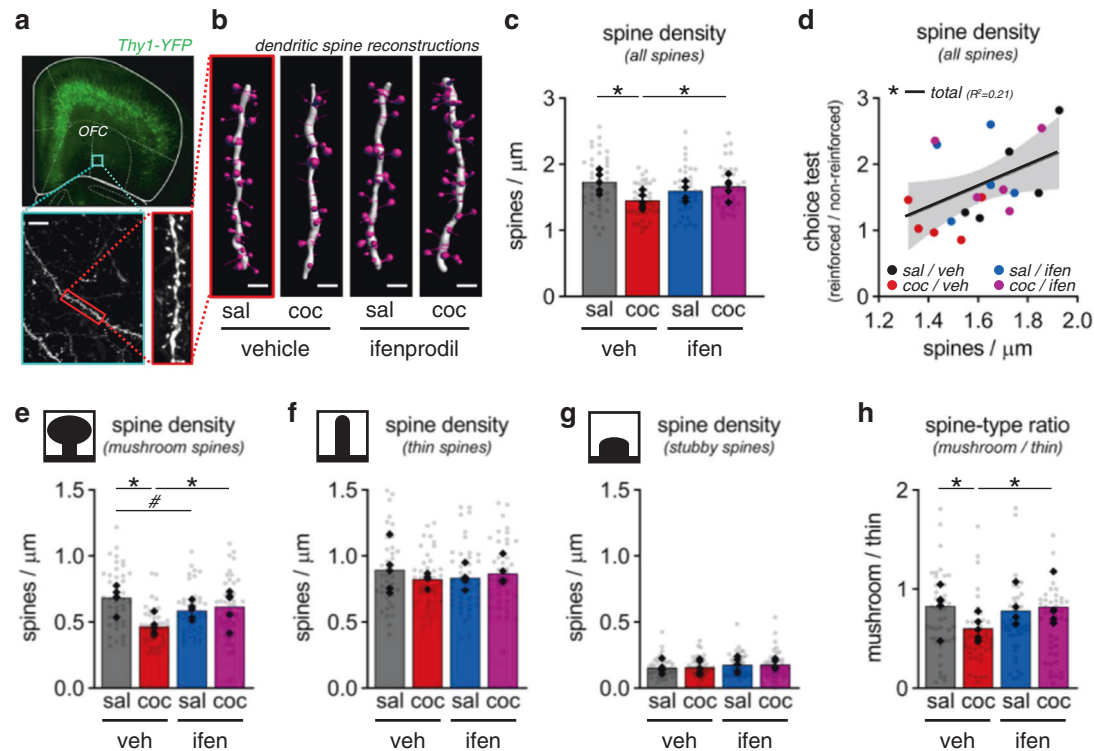 a
Thy1-YFP
OFC
b
dendritic spine reconstructions
sal coc sal coc
vehicle ifenprodil
c
spine density
(all spines)
* *
spines / μm
3
2
1
0
sal coc sal coc
veh ifen
d
spine density
(all spines)
* total (R²=0.21)
choice test
(reinforced / non-reinforced)
3
2
1
0
sal / veh sal / ifen
coc / veh coc / ifen
1.2 1.4 1.6 1.8 2.0
spines / μm
e
spine density
(mushroom spines)
* *
#
spines / μm
1.5
1.0
0.5
0.0
sal coc sal coc
veh ifen
f
spine density
(thin spines)
spines / μm
1.5
1.0
0.5
0.0
sal coc sal coc
veh ifen
g
spine density
(stubby spines)
spines / μm
1.5
1.0
0.5
0.0
sal coc sal coc
veh ifen
h
spine-type ratio
(mushroom / thin)
* *
mushroom / thin
2
1
0
sal coc sal coc
veh ifen